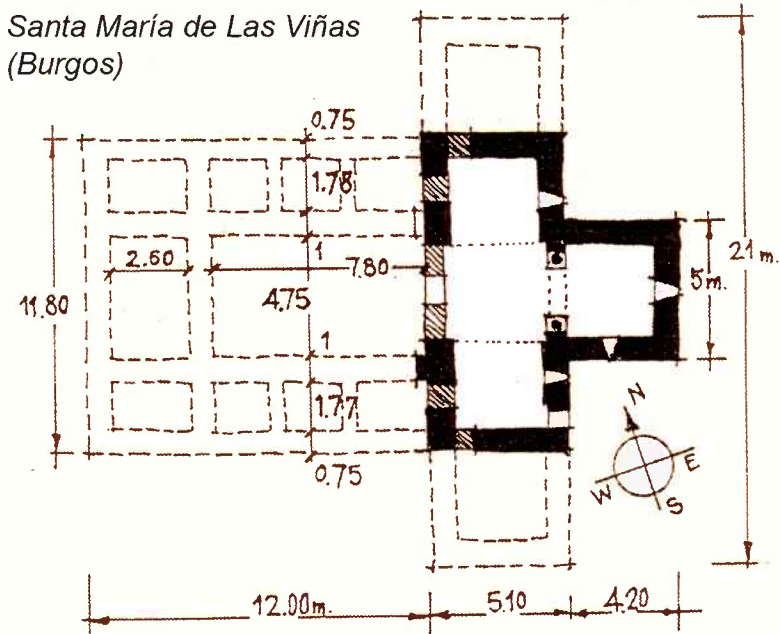 Santa María de Las Viñas
(Burgos)
0.75
1.78
1
2.60
7.80
4.75
11.80
1
1.77
0.75
5m.
21m.
N
E
W
S
12.00m.
5.10
4.20